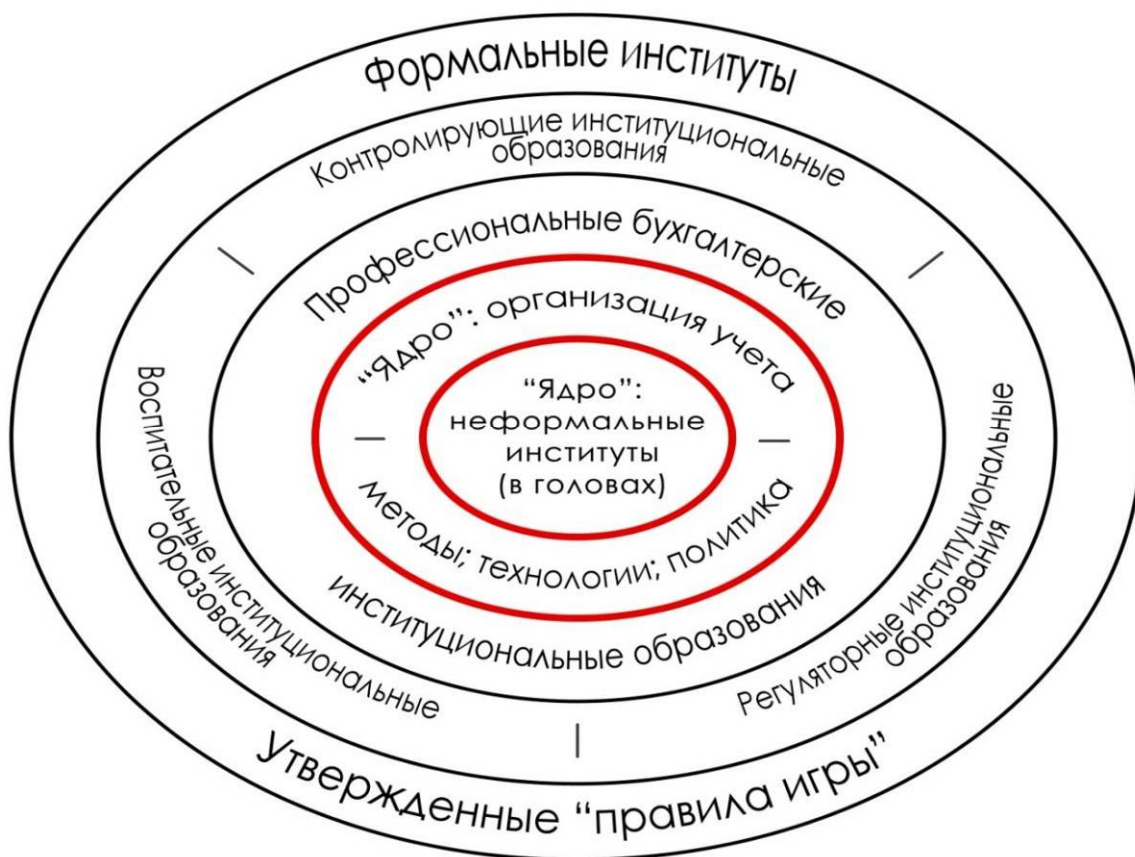 Формальные институты
Контролирующие институциональные
образования
Профессиональные бухгалтерские
“Ядро”: организация учета
“Ядро”:
неформальные
институты
(в головах)
методы; технологии; политика
институциональные образования
Воспитательные институциональные
образования
Регуляторные институциональные
образования
Утвержденные “правила игры”